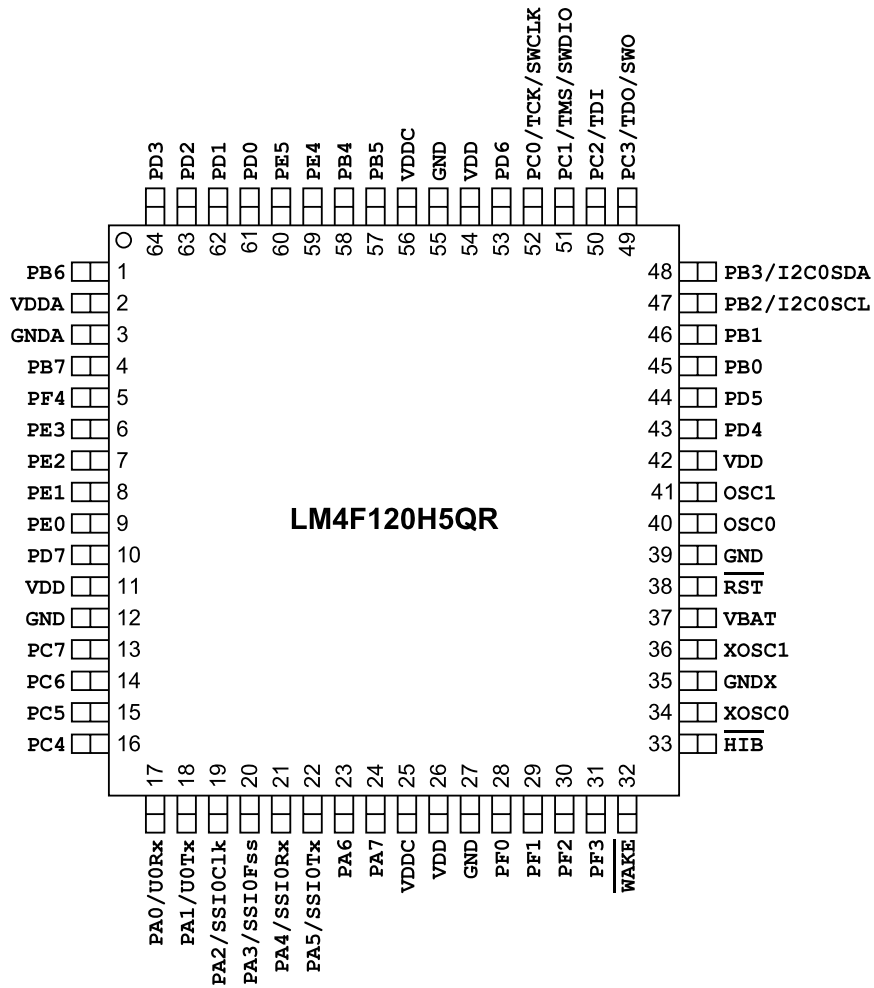 PD3
PD2
PD1
PD0
PE5
PE4
PB4
PB5
VDDC
GND
VDD
PD6
PC0/TCK/SWCLK
PC1/TMS/SWDIO
PC2/TDI
PC3/TDO/SWO
64
63
62
61
60
59
58
57
56
55
54
53
52
51
50
49
PB6 1
VDDA 2
GNDA 3
PB7 4
PF4 5
PE3 6
PE2 7
PE1 8
PE0 9
PD7 10
VDD 11
GND 12
PC7 13
PC6 14
PC5 15
PC4 16
LM4F120H5QR
48 PB3/I2C0SDA
47 PB2/I2C0SCL
46 PB1
45 PB0
44 PD5
43 PD4
42 VDD
41 OSC1
40 OSC0
39 GND
38 RST
37 VBAT
36 XOSC1
35 GNDX
34 XOSC0
33 HIB
17
18
19
20
21
22
23
24
25
26
27
28
29
30
31
32
PA0/U0Rx
PA1/U0Tx
PA2/SSI0Clk
PA3/SSI0Fss
PA4/SSI0Rx
PA5/SSI0Tx
PA6
PA7
VDDC
VDD
GND
PF0
PF1
PF2
PF3
WAKE